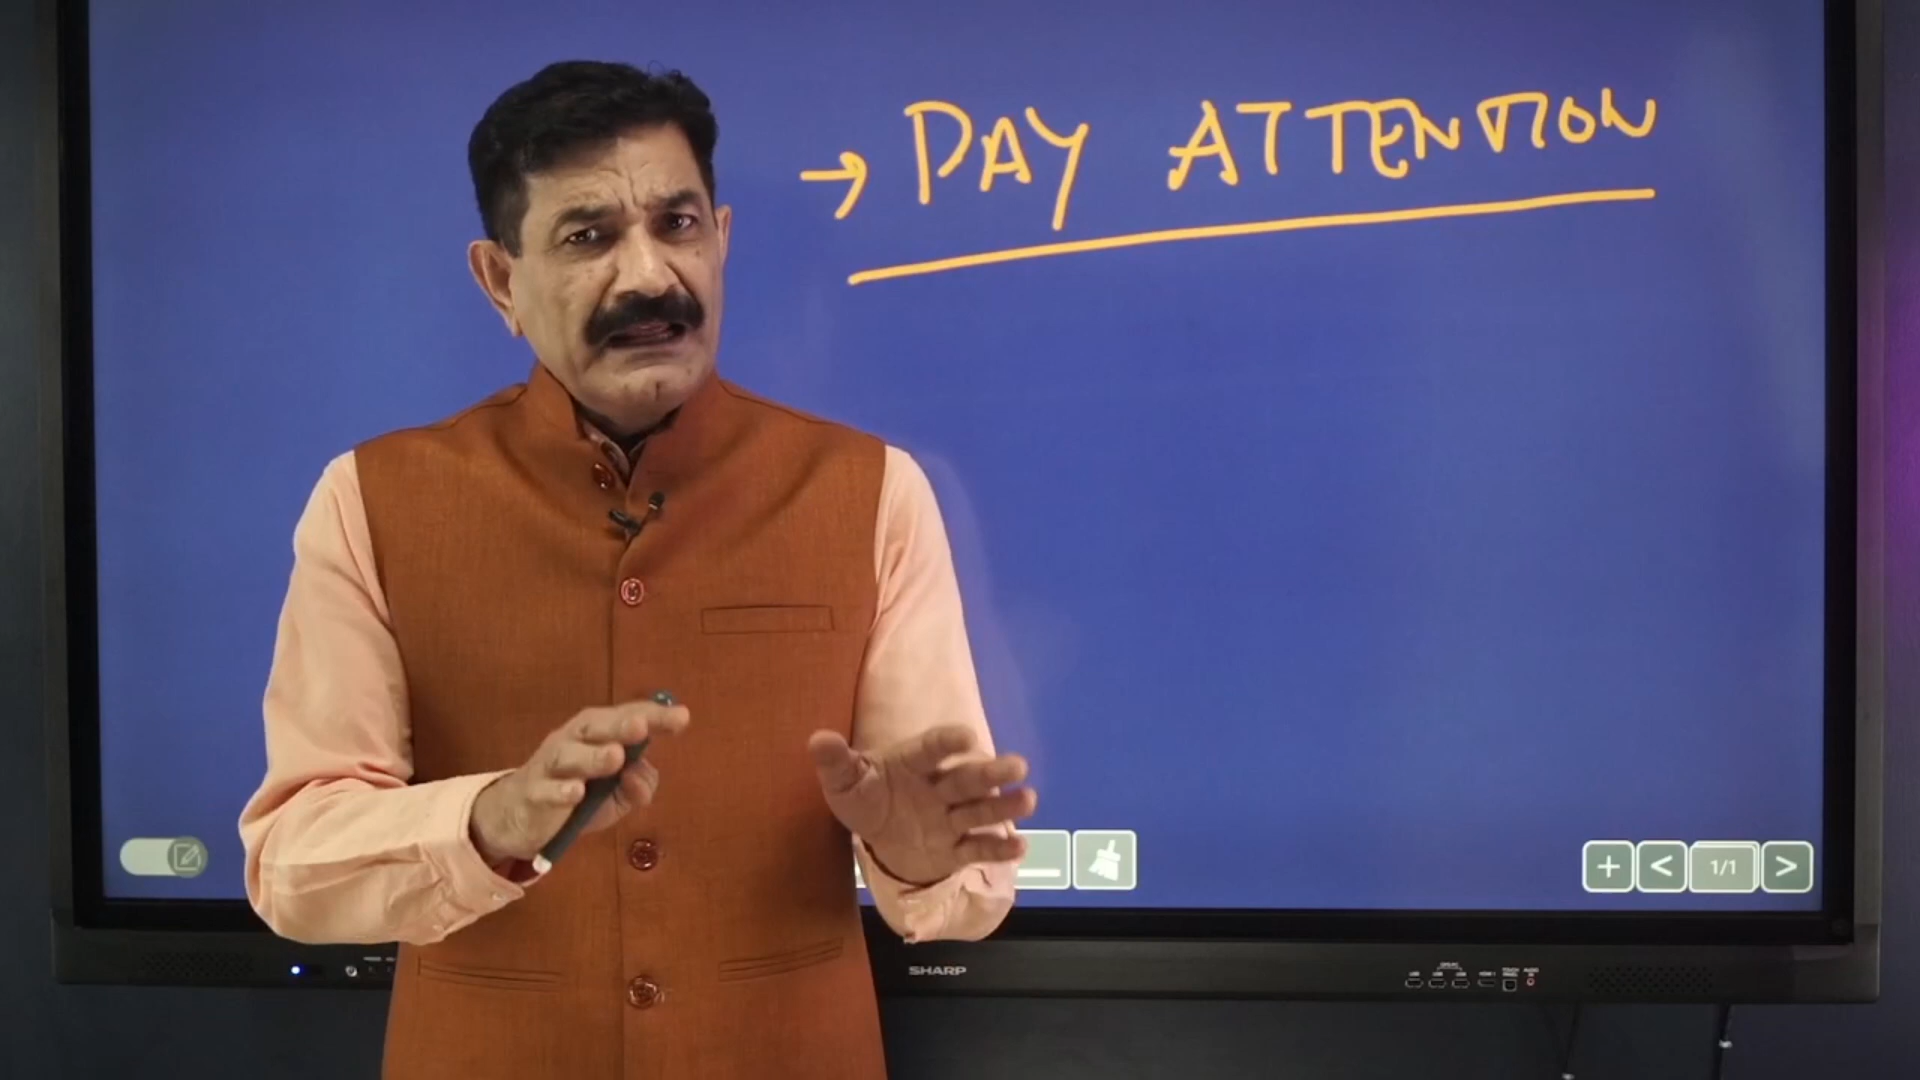 → PAY ATTENTION
1/1
SHARP